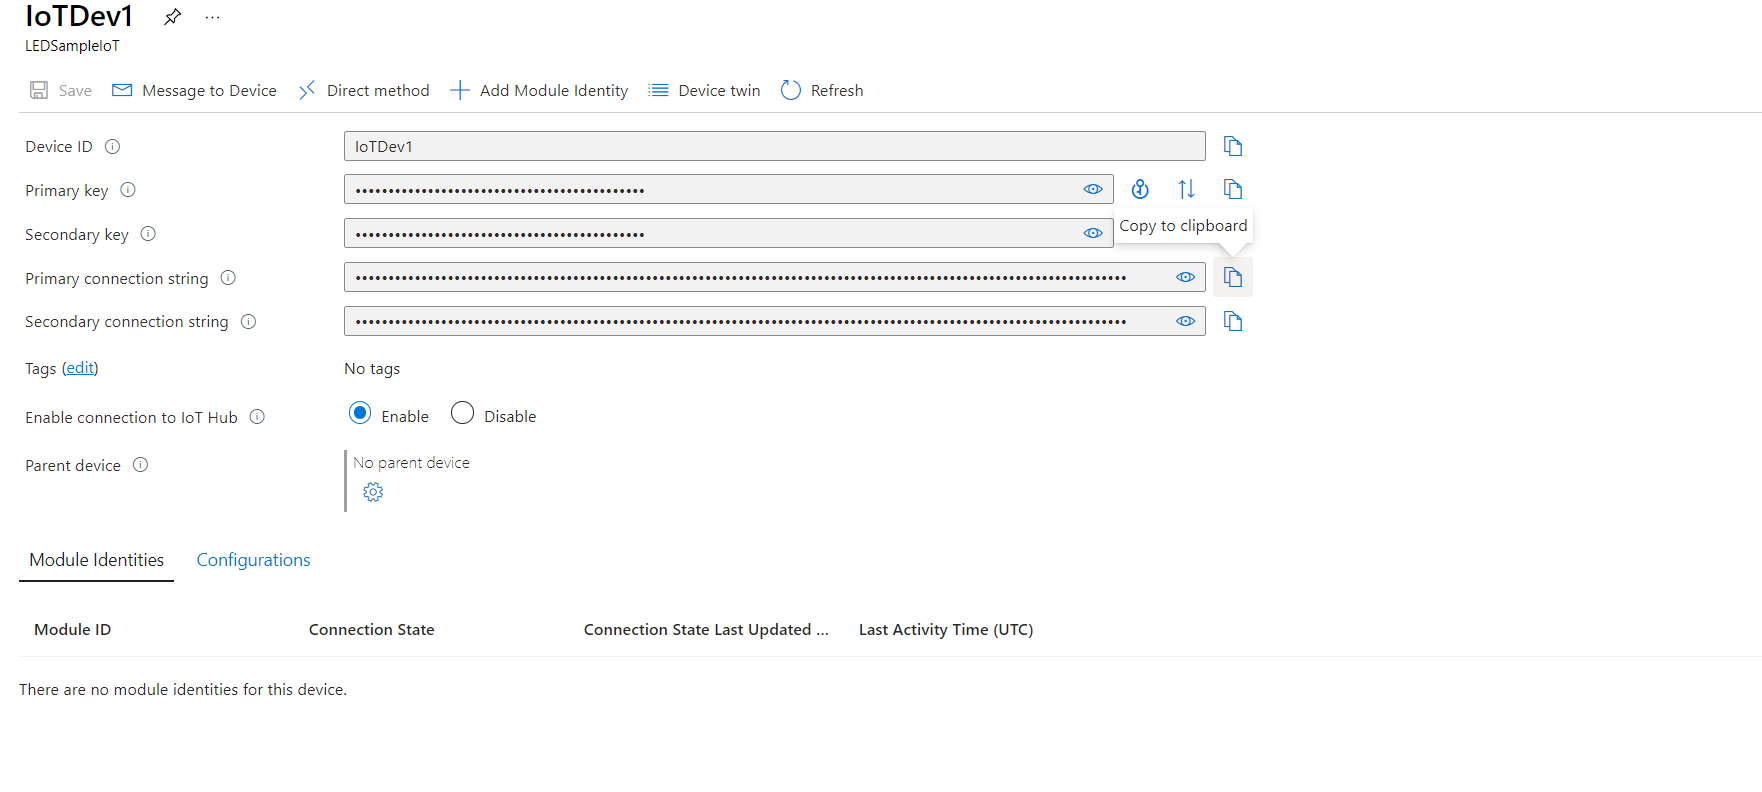 IoTDev1 ...
LEDSampleIoT
Save Message to Device Direct method Add Module Identity Device twin Refresh
Device ID IoTDev1
Primary key ••••••••••••••••••••••••••••••••••••••••••••
Secondary key ••••••••••••••••••••••••••••••••••••••••••••
Copy to clipboard
Primary connection string
Secondary connection string
Tags (edit) No tags
Enable connection to IoT Hub Enable Disable
Parent device No parent device
Module Identities Configurations
Module ID Connection State Connection State Last Updated ... Last Activity Time (UTC)
There are no module identities for this device.